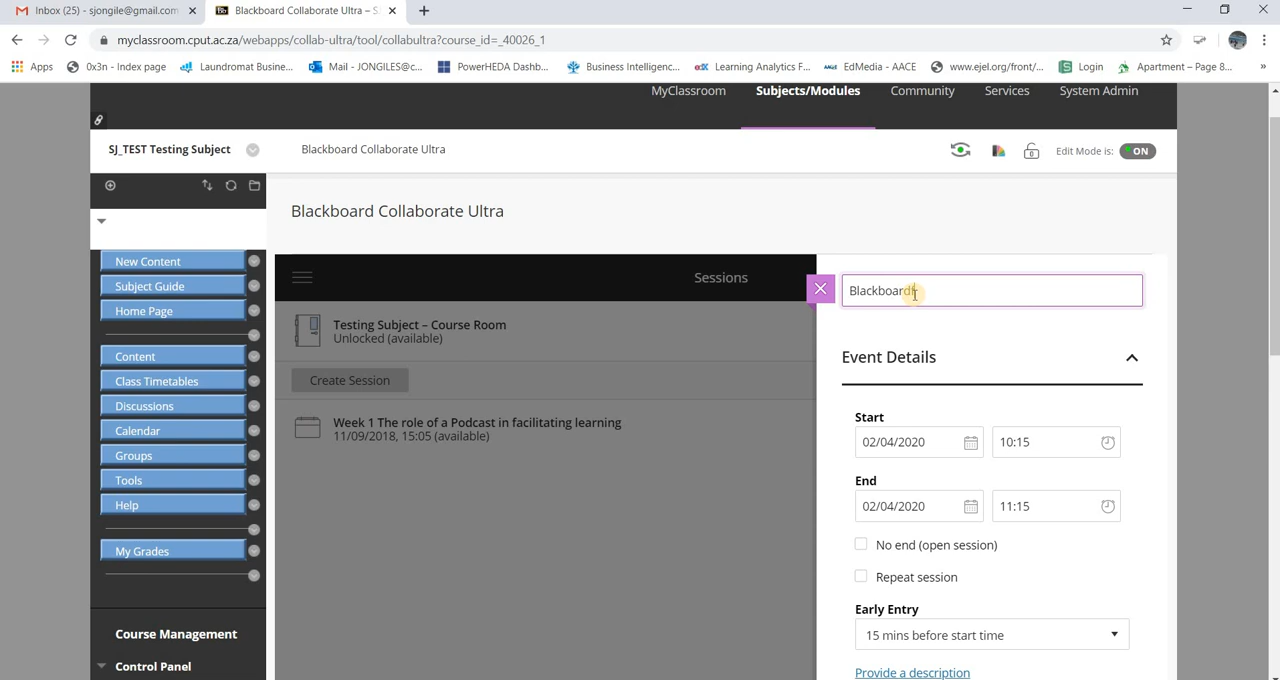 Inbox (25) - sjongile@gmail.com
Blackboard Collaborate Ultra – S
myclassroom.cput.ac.za/webapps/collab-ultra/tool/collabultra?course_id=_40026_1
Apps
0x3n - Index page
Laundromat Busine...
Mail - JONGILES@c...
PowerHEDA Dashb...
Business Intelligenc...
Learning Analytics F...
EdMedia – AACE
www.ejel.org/front/...
Login
Apartment – Page 8...
»
MyClassroom
Subjects/Modules
Community
Services
System Admin
SJ_TEST Testing Subject
Blackboard Collaborate Ultra
Edit Mode is:
ON
Blackboard Collaborate Ultra
New Content
Subject Guide
Home Page
Content
Class Timetables
Discussions
Calendar
Groups
Tools
Help
My Grades
Course Management
Control Panel
Sessions
Testing Subject – Course Room
Unlocked (available)
Create Session
Week 1 The role of a Podcast in facilitating learning
11/09/2018, 15:05 (available)
Blackboard
Event Details
Start
02/04/2020
10:15
End
02/04/2020
11:15
No end (open session)
Repeat session
Early Entry
15 mins before start time
Provide a description